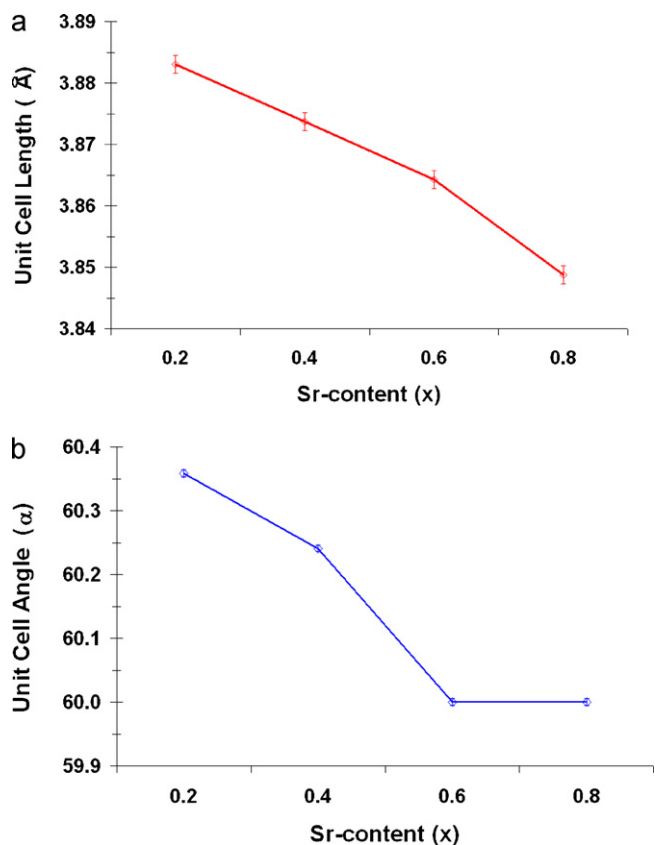 a
3.89
3.88
3.87
3.86
3.85
3.84
Unit Cell Length ( Å)
0.2 0.4 0.6 0.8
Sr-content (x)
b
60.4
60.3
60.2
60.1
60.0
59.9
Unit Cell Angle (α)
0.2 0.4 0.6 0.8
Sr-content (x)